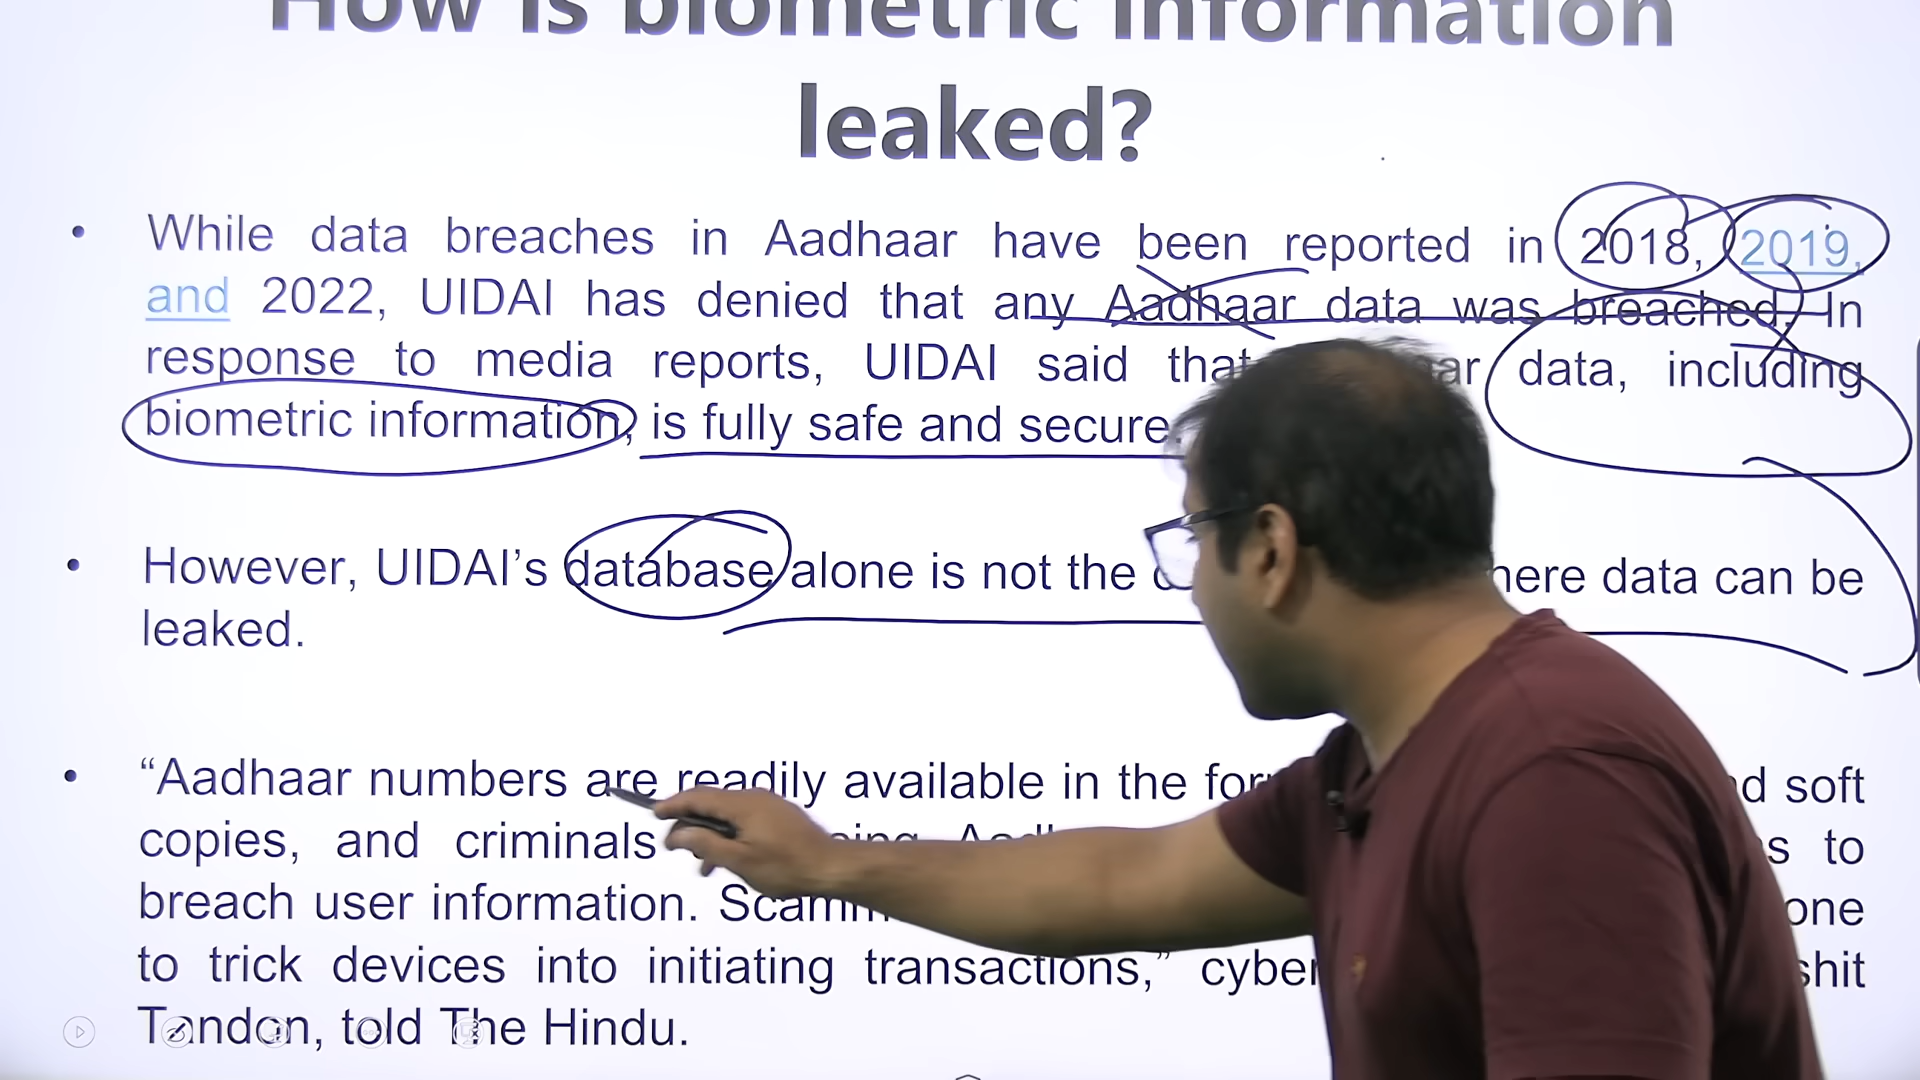 How is biometric information
leaked?
• While data breaches in Aadhaar have been reported in 2018, 2019,
and 2022, UIDAI has denied that any Aadhaar data was breached. In
response to media reports, UIDAI said that data, including
biometric information, is fully safe and secure.
• However, UIDAI’s database alone is not the data can be
leaked.
• “Aadhaar numbers are readily available in the soft
copies, and criminals to
breach user information.
to trick devices into initiating transactions,”
Tandon, told The Hindu.